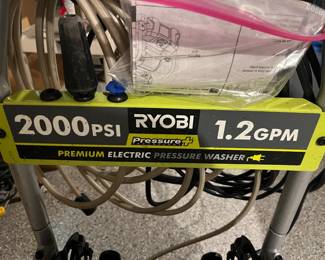 2000PSI
RYOBI
Pressure+
1.2GPM
PREMIUM ELECTRIC PRESSURE WASHER